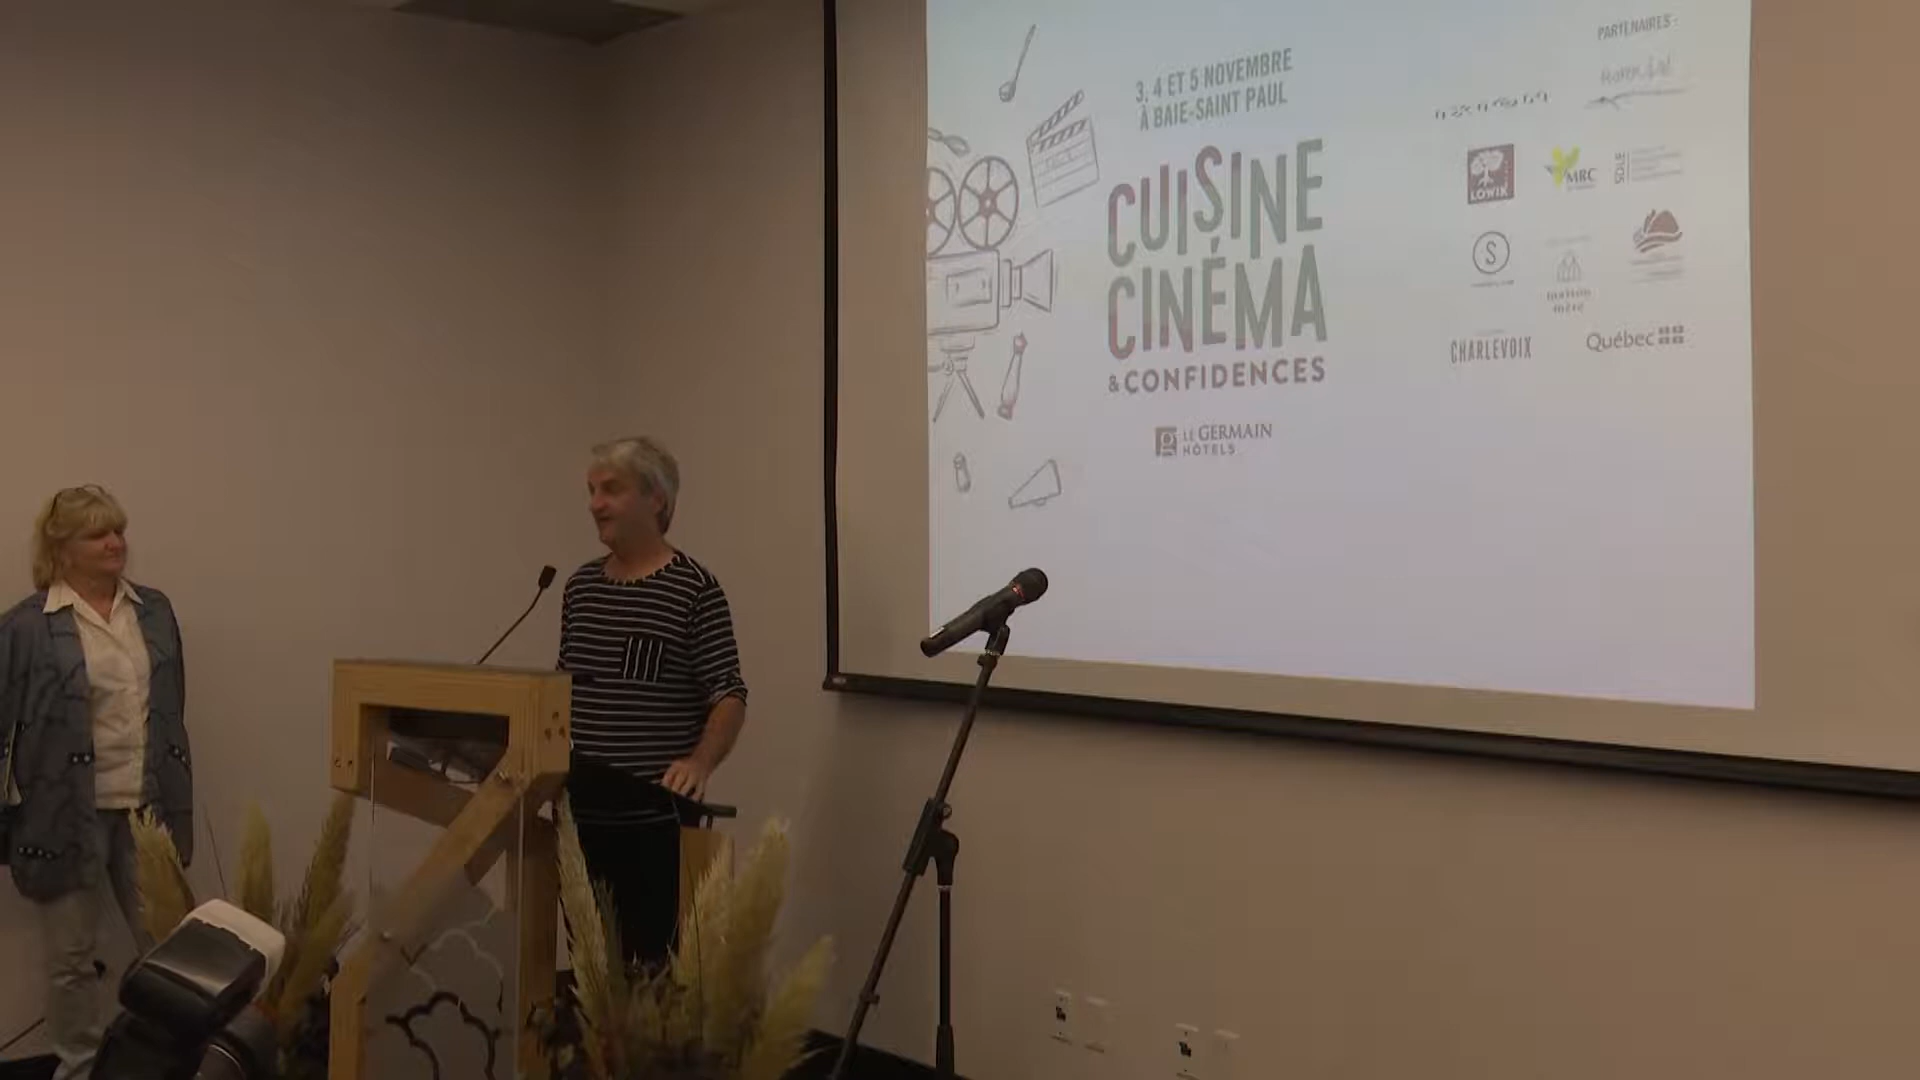 3, 4 ET 5 NOVEMBRE
À BAIE-SAINT PAUL
CUISINE
CINÉMA
& CONFIDENCES
LE GERMAIN
HÔTELS
PARTENAIRES :
LOWIK
MRC
SDLE
S
CHARLEVOIX
Québec